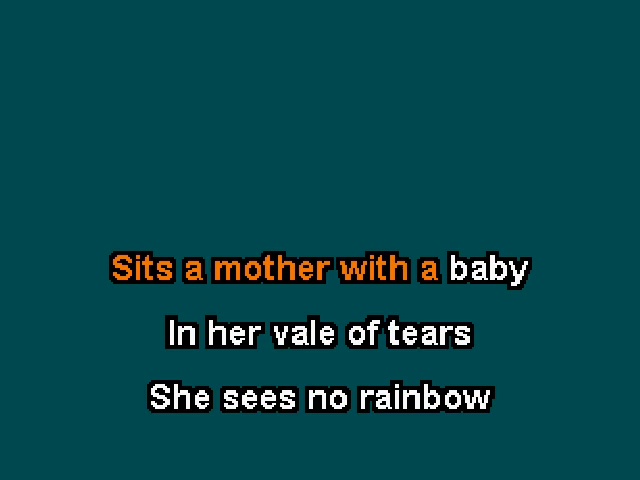 Sits a mother with a baby
In her vale of tears
She sees no rainbow